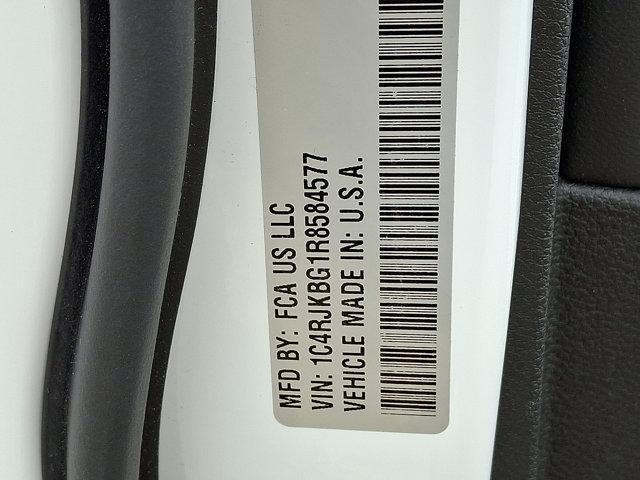 MFD BY: FCA US LLC
VIN: 1C4RJKBG1R8584577
VEHICLE MADE IN: U.S.A.